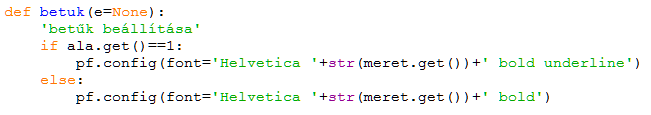 def betuk(e=None):
    'betűk beállítása'
    if ala.get()==1:
        pf.config(font='Helvetica '+str(meret.get())+' bold underline')
    else:
        pf.config(font='Helvetica '+str(meret.get())+' bold')